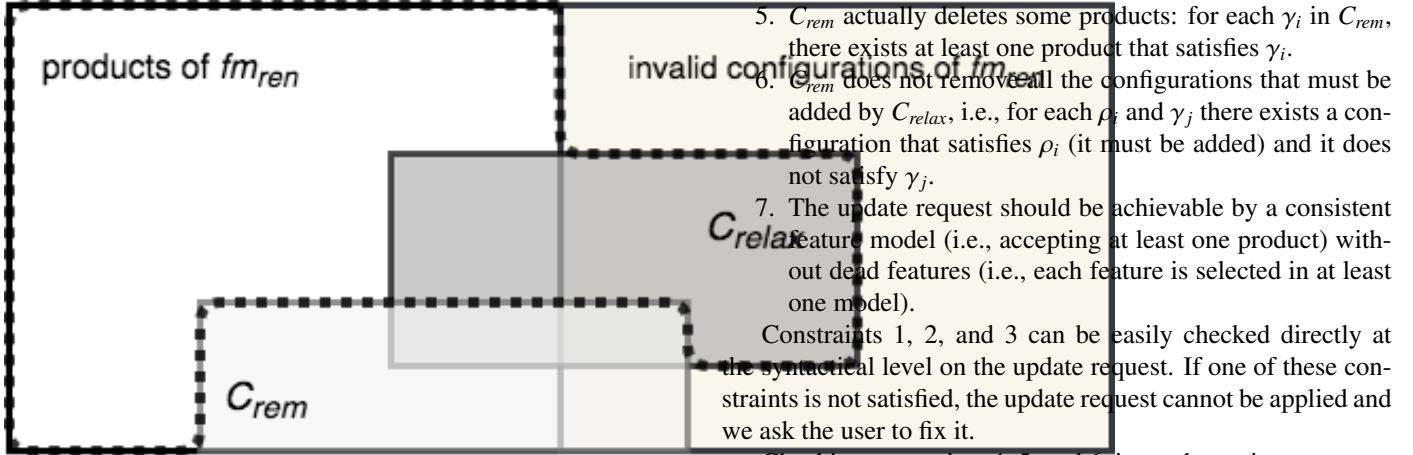 products of fm_ren
invalid configurations of fm_ren
C_relax
C_rem
5. C_rem actually deletes some products: for each γ_i in C_rem,
there exists at least one product that satisfies γ_i.
6. C_rem does not remove all the configurations that must be
added by C_relax, i.e., for each ρ_i and γ_j there exists a con-
figuration that satisfies ρ_i (it must be added) and it does
not satisfy γ_j.
7. The update request should be achievable by a consistent
feature model (i.e., accepting at least one product) with-
out dead features (i.e., each feature is selected in at least
one model).
Constraints 1, 2, and 3 can be easily checked directly at
the syntactical level on the update request. If one of these con-
straints is not satisfied, the update request cannot be applied and
we ask the user to fix it.